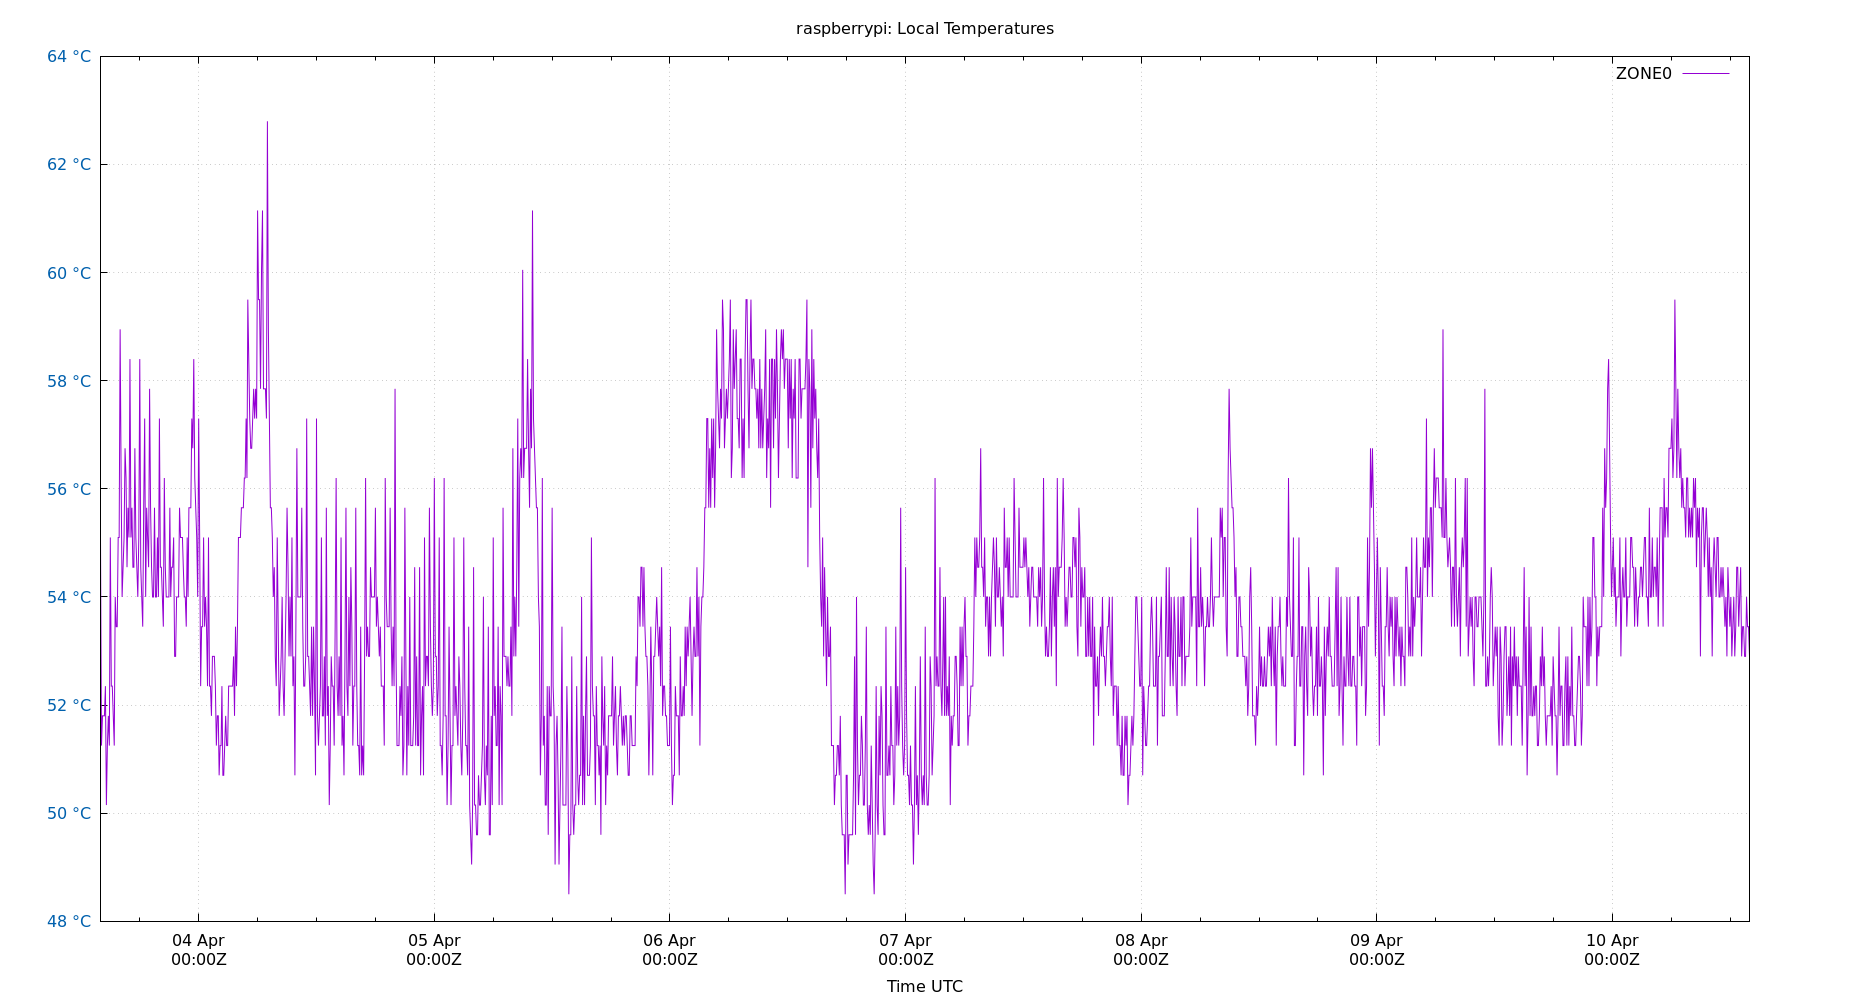 raspberrypi: Local Temperatures
64 °C
ZONE0
62 °C
60 °C
58 °C
56 °C
54 °C
52 °C
50 °C
48 °C
04 Apr 05 Apr 06 Apr 07 Apr 08 Apr 09 Apr 10 Apr
00:00Z 00:00Z 00:00Z 00:00Z 00:00Z 00:00Z 00:00Z
Time UTC